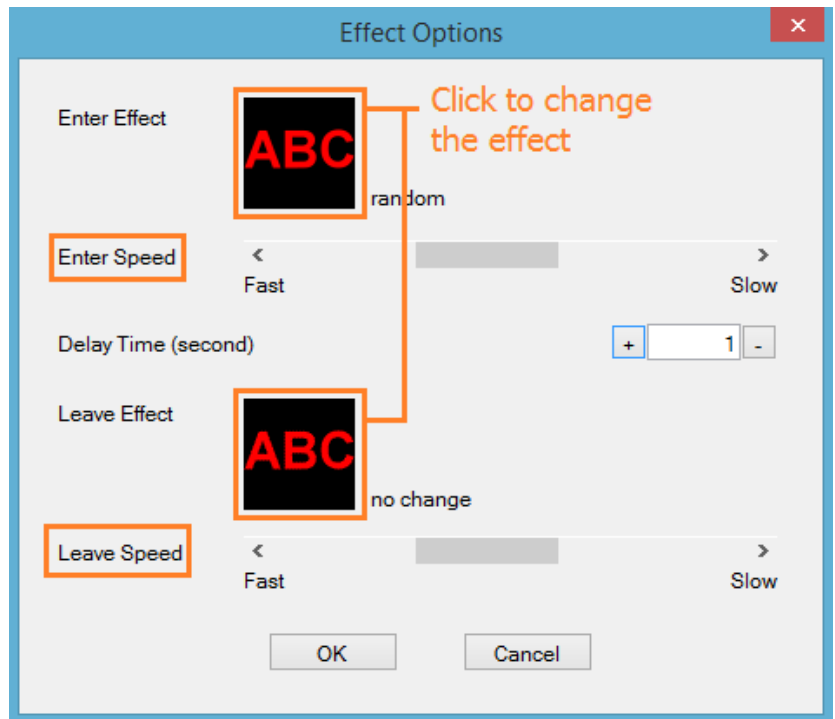 Effect Options
Enter Effect
ABC
Click to change
the effect
random
Enter Speed
Fast
Slow
Delay Time (second)
+ 1 -
Leave Effect
ABC
no change
Leave Speed
Fast
Slow
OK
Cancel